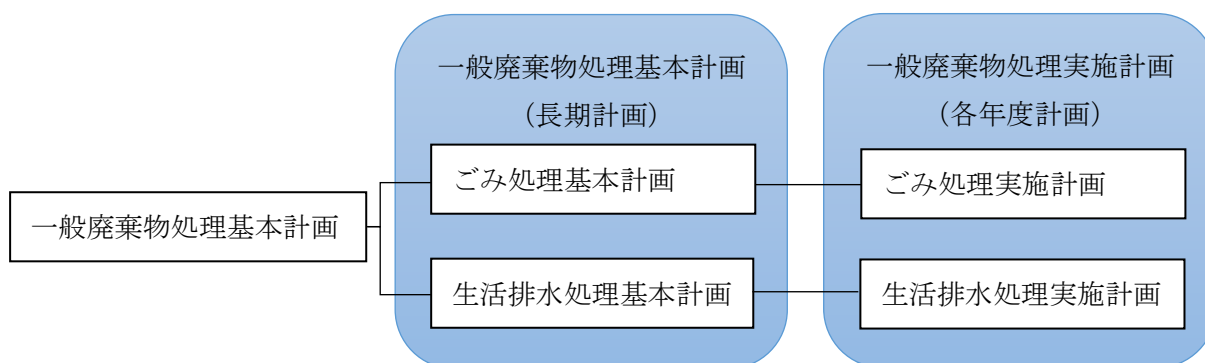 一般廃棄物処理基本計画
一般廃棄物処理基本計画
（長期計画）
ごみ処理基本計画
生活排水処理基本計画
一般廃棄物処理実施計画
（各年度計画）
ごみ処理実施計画
生活排水処理実施計画